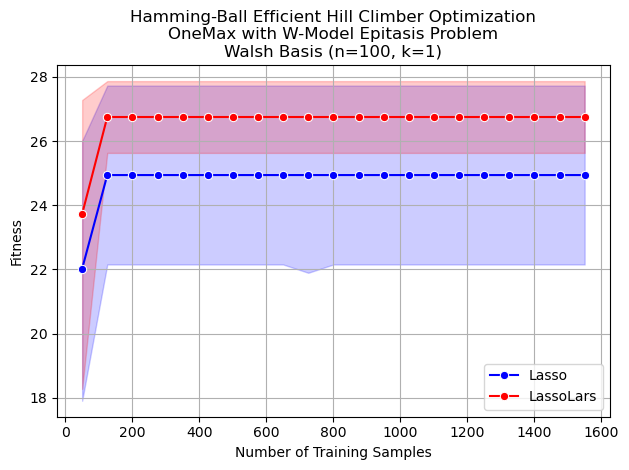 Hamming-Ball Efficient Hill Climber Optimization
OneMax with W-Model Epitasis Problem
Walsh Basis (n=100, k=1)
28
26
24
22
20
18
Fitness
0
200
400
600
800
1000
1200
1400
1600
Number of Training Samples
Lasso
LassoLars